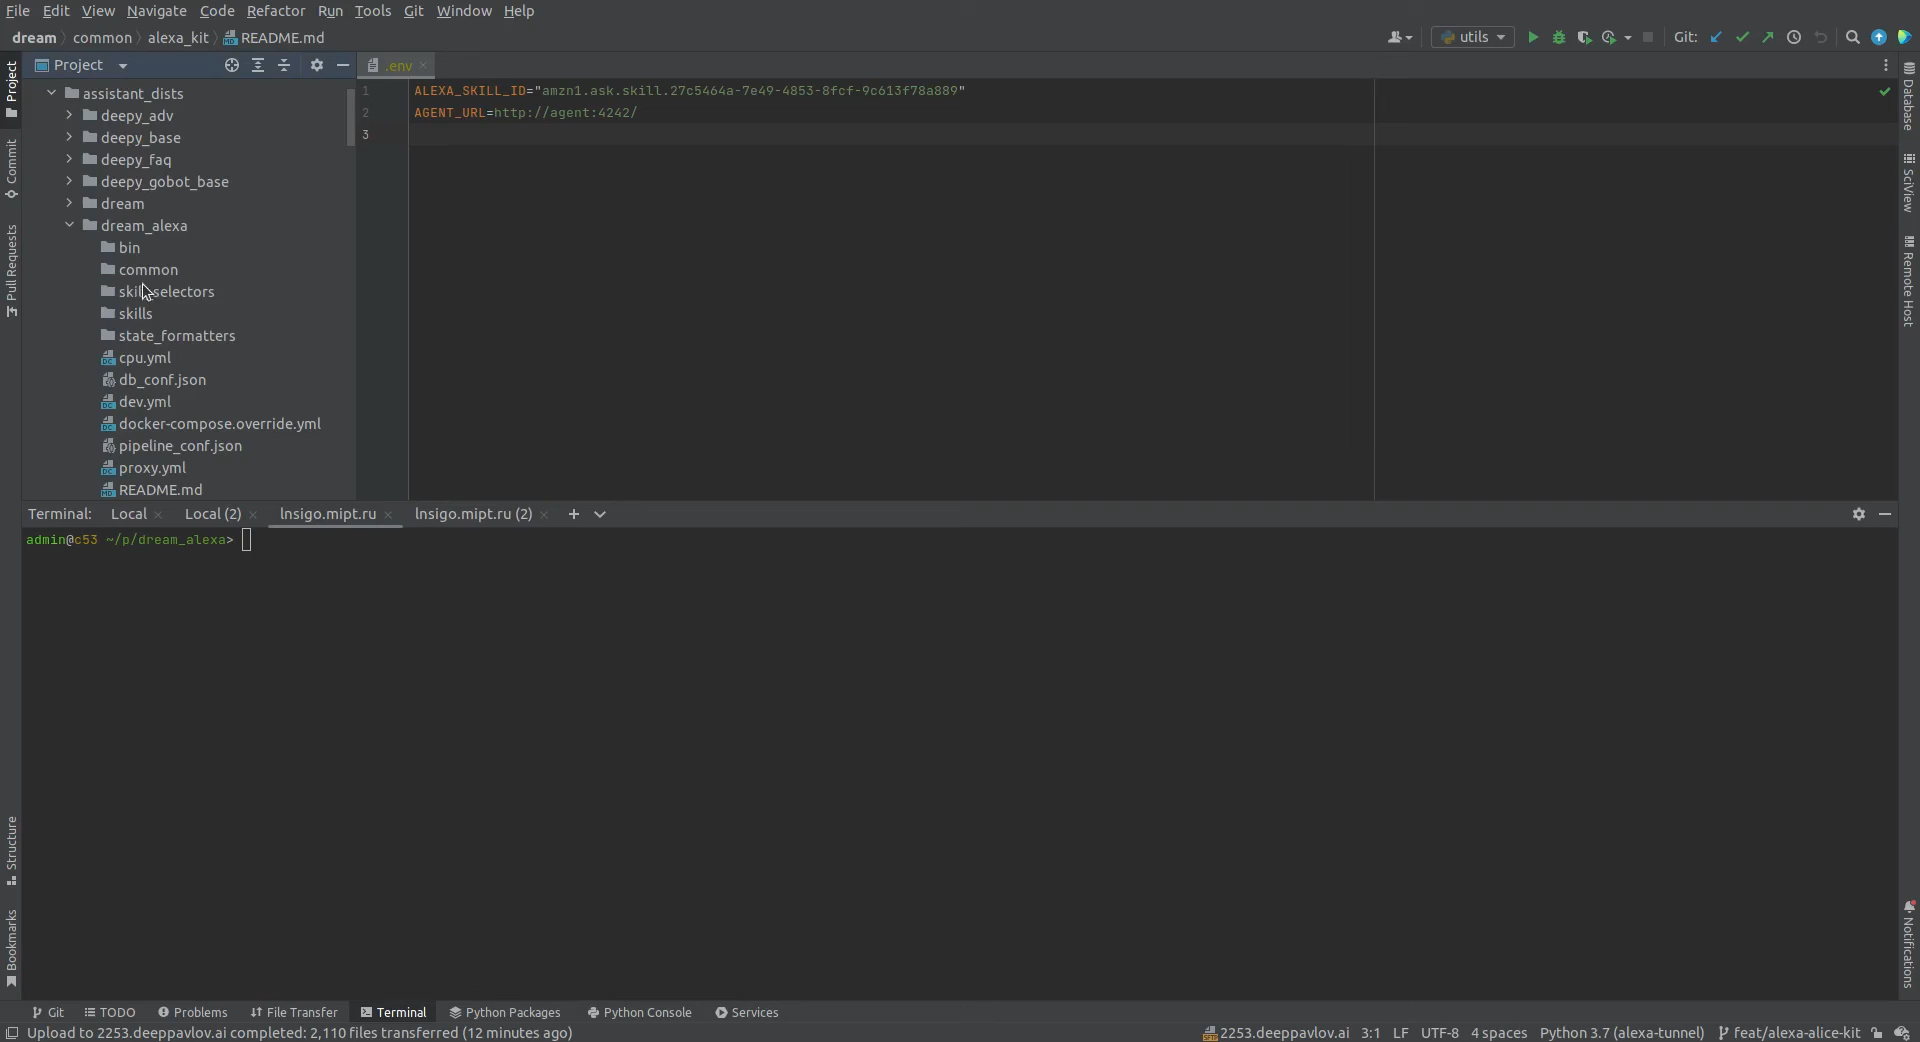 File Edit View Navigate Code Refactor Run Tools Git Window Help
dream common alexa_kit README.md
utils Git:
Project
.env
assistant_dists
deepy_adv
deepy_base
deepy_faq
deepy_gobot_base
dream
dream_alexa
bin
common
skill_selectors
skills
state_formatters
cpu.yml
db_conf.json
dev.yml
docker-compose.override.yml
pipeline_conf.json
proxy.yml
README.md
1 ALEXA_SKILL_ID="amzn1.ask.skill.27c5464a-7e49-4853-8fcf-9c613f78a889"
2 AGENT_URL=http://agent:4242/
3
Project
Commit
Pull Requests
Structure
Bookmarks
Database
SciView
Remote Host
Notifications
Terminal: Local Local (2) lnsigo.mipt.ru lnsigo.mipt.ru (2)
admin@c53 ~/p/dream_alexa>
Git TODO Problems File Transfer Terminal Python Packages Python Console Services
Upload to 2253.deeppavlov.ai completed: 2,110 files transferred (12 minutes ago) 2253.deeppavlov.ai 3:1 LF UTF-8 4 spaces Python 3.7 (alexa-tunnel) feat/alexa-alice-kit